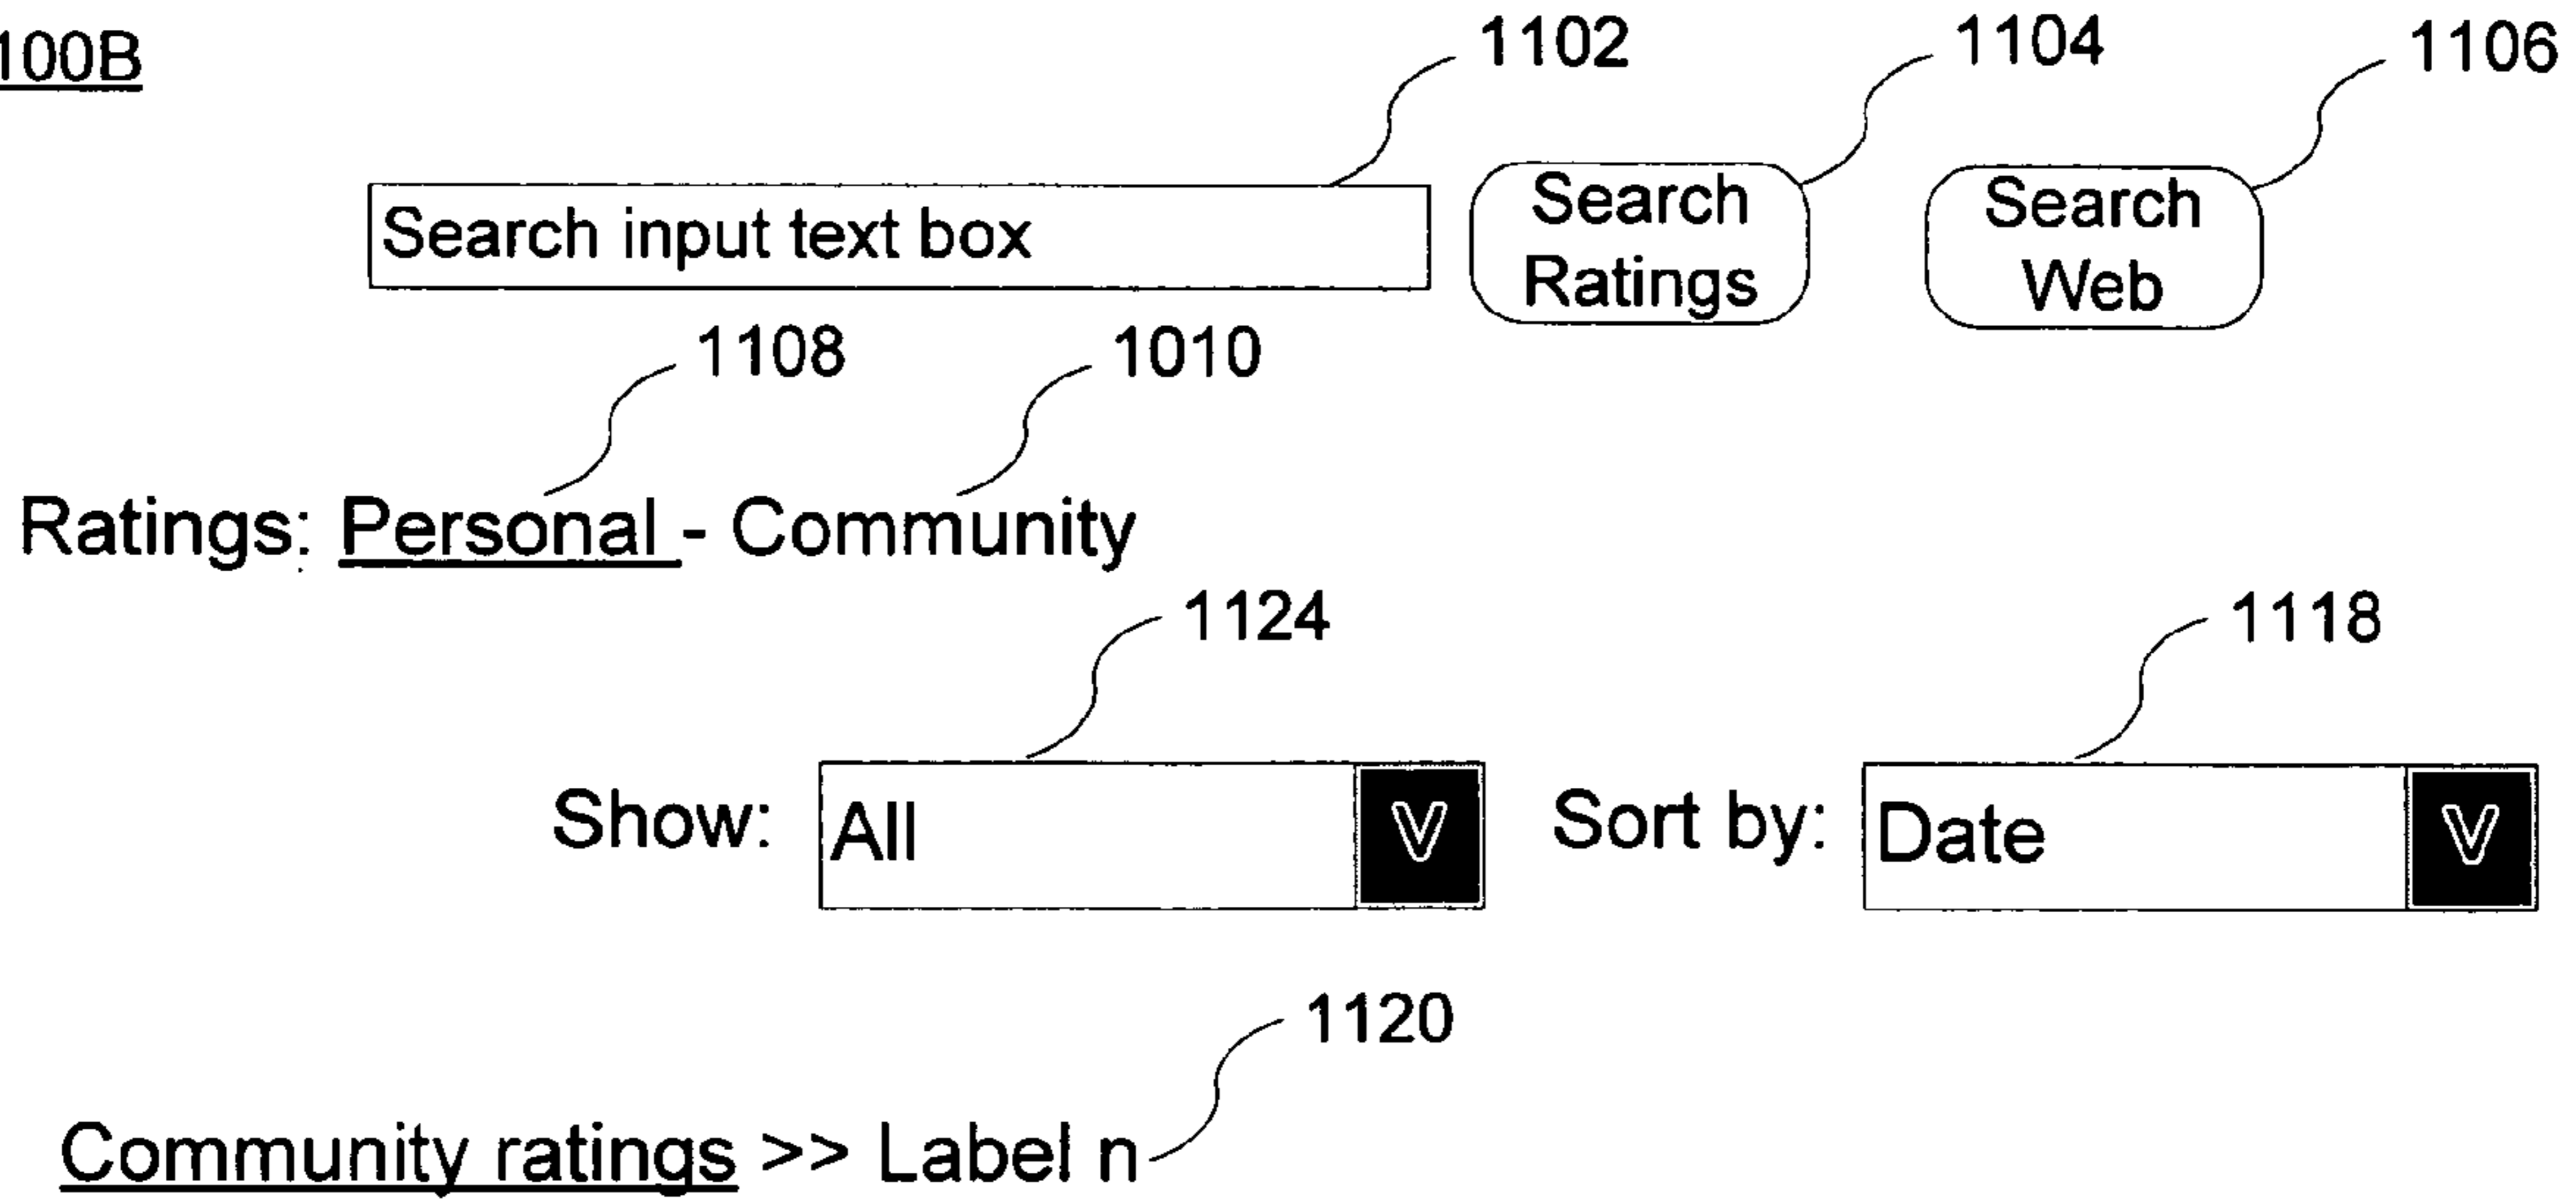 100B
1102
1104
1106
Search input text box
Search
Ratings
Search
Web
1108
1010
Ratings: Personal - Community
1124
1118
Show: All V Sort by: Date V
1120
Community ratings >> Label n